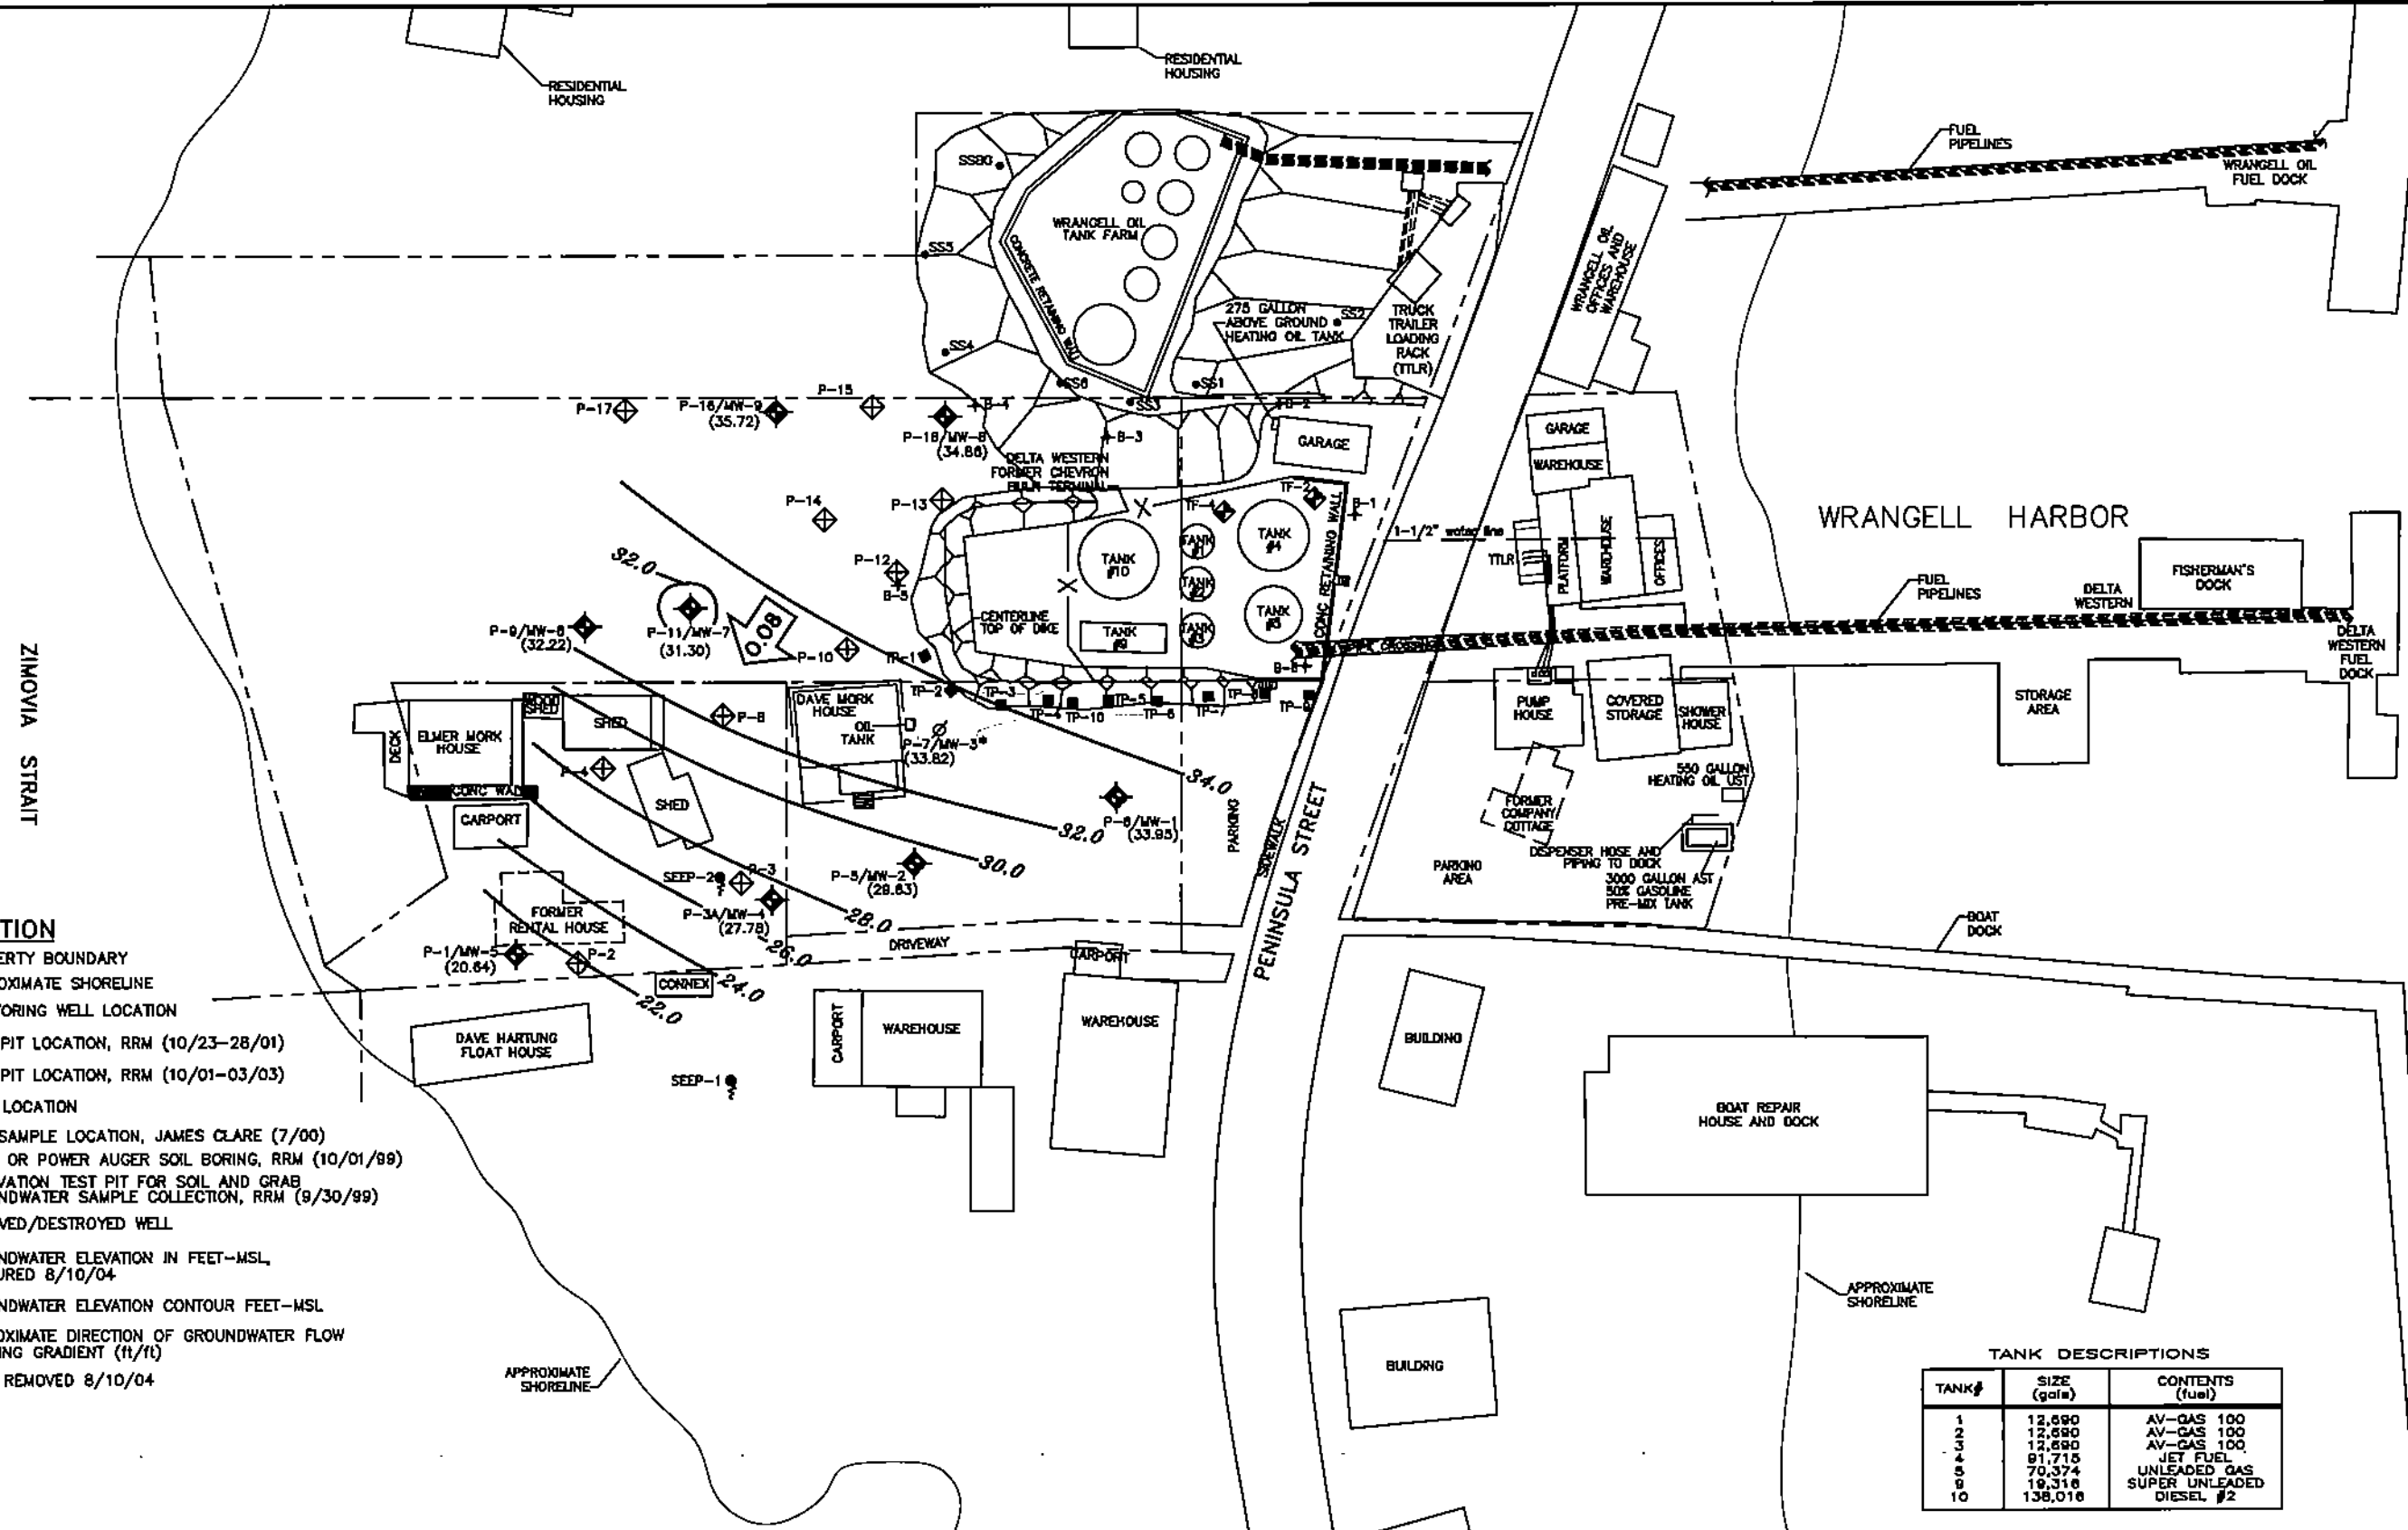 RESIDENTIAL
HOUSING
RESIDENTIAL
HOUSING
FUEL
PIPELINES
WRANGELL OIL
FUEL DOCK
SS8G
WRANGELL OIL
TANK FARM
CONCRETE RETAINING WALL
SS5
SS4
SS6
SS3
SS1
SS2
275 GALLON
ABOVE GROUND
HEATING OIL TANK
TRUCK
TRAILER
LOADING
RACK
(TTLR)
WRANGELL OIL
OFFICES AND
WAREHOUSE
P-17
P-16/MW-9
(35.72)
P-15
P-18/MW-8
(34.86)
B-4
B-3
B-2
GARAGE
GARAGE
WAREHOUSE
DELTA WESTERN
FORMER CHEVRON
BULK TERMINAL
P-14
P-13
P-12
B-5
TF-4
TF-2
B-1
TANK
#10
TANK
#1
TANK
TANK
TANK
#4
TANK
TANK
#9
CENTERLINE
TOP OF DIKE
CONC RETAINING WALL
1-1/2" water line
TTLR
PLATFORM
WAREHOUSE
OFFICES
WRANGELL HARBOR
FISHERMAN'S
DOCK
DELTA
WESTERN
FUEL
PIPELINES
DELTA
WESTERN
FUEL
DOCK
32.0
P-9/MW-6
(32.22)
P-11/MW-7
(31.30)
0.08
P-10
TP-1
TP-2
TP-3
TP-4
TP-10
TP-5
TP-6
TP-7
TP-8
TP-9
ZIMOVIA STRAIT
DECK
ELMER MORK
HOUSE
SHED
SHED
P-8
DAVE MORK
HOUSE
OIL
TANK
P-7/MW-3*
(33.82)
34.0
CONC WALL
CARPORT
P-4
SHED
P-6/MW-1
(33.95)
32.0
30.0
28.0
26.0
24.0
22.0
PARKING
SIDEWALK
PENINSULA STREET
PUMP
HOUSE
COVERED
STORAGE
SHOWER
HOUSE
STORAGE
AREA
550 GALLON
HEATING OIL UST
FORMER
COMPANY
COTTAGE
DISPENSER HOSE AND
PIPING TO DOCK
3000 GALLON AST
50% GASOLINE
PRE-MIX TANK
PARKING
AREA
SEEP-2
P-3
P-5/MW-2
(29.63)
P-3A/MW-4
(27.78)
FORMER
RENTAL HOUSE
P-1/MW-5
(20.64)
P-2
CONNEX
DRIVEWAY
CARPORT
BOAT
DOCK
DAVE HARTUNG
FLOAT HOUSE
SEEP-1
CARPORT
WAREHOUSE
WAREHOUSE
BUILDING
BOAT REPAIR
HOUSE AND DOCK
BUILDING
APPROXIMATE
SHORELINE
APPROXIMATE
SHORELINE
TION
ERTY BOUNDARY
OXIMATE SHORELINE
TORING WELL LOCATION
PIT LOCATION, RRM (10/23-28/01)
PIT LOCATION, RRM (10/01-03/03)
LOCATION
SAMPLE LOCATION, JAMES CLARE (7/00)
OR POWER AUGER SOIL BORING, RRM (10/01/99)
VATION TEST PIT FOR SOIL AND GRAB
NDWATER SAMPLE COLLECTION, RRM (9/30/99)
VED/DESTROYED WELL
NDWATER ELEVATION IN FEET-MSL,
URED 8/10/04
NDWATER ELEVATION CONTOUR FEET-MSL
OXIMATE DIRECTION OF GROUNDWATER FLOW
ING GRADIENT (ft/ft)
REMOVED 8/10/04
TANK DESCRIPTIONS
TANK# SIZE (gals) CONTENTS (fuel)
1 12,690 AV-GAS 100
2 12,690 AV-GAS 100
3 12,690 AV-GAS 100
4 91,715 JET FUEL
5 70,374 UNLEADED GAS
9 19,316 SUPER UNLEADED
10 138,016 DIESEL #2